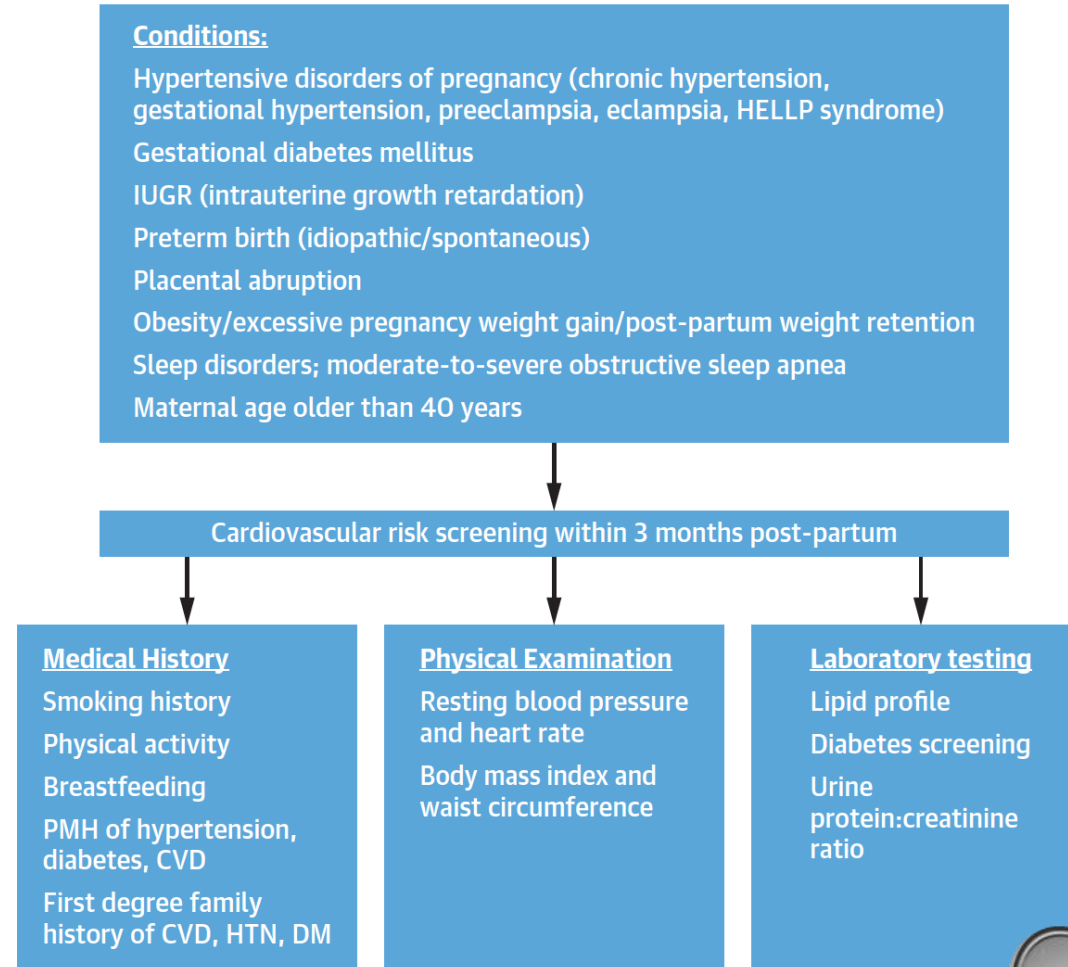 Conditions:
Hypertensive disorders of pregnancy (chronic hypertension,
gestational hypertension, preeclampsia, eclampsia, HELLP syndrome)
Gestational diabetes mellitus
IUGR (intrauterine growth retardation)
Preterm birth (idiopathic/spontaneous)
Placental abruption
Obesity/excessive pregnancy weight gain/post-partum weight retention
Sleep disorders; moderate-to-severe obstructive sleep apnea
Maternal age older than 40 years
Cardiovascular risk screening within 3 months post-partum
Medical History
Smoking history
Physical activity
Breastfeeding
PMH of hypertension,
diabetes, CVD
First degree family
history of CVD, HTN, DM
Physical Examination
Resting blood pressure
and heart rate
Body mass index and
waist circumference
Laboratory testing
Lipid profile
Diabetes screening
Urine
protein:creatinine
ratio